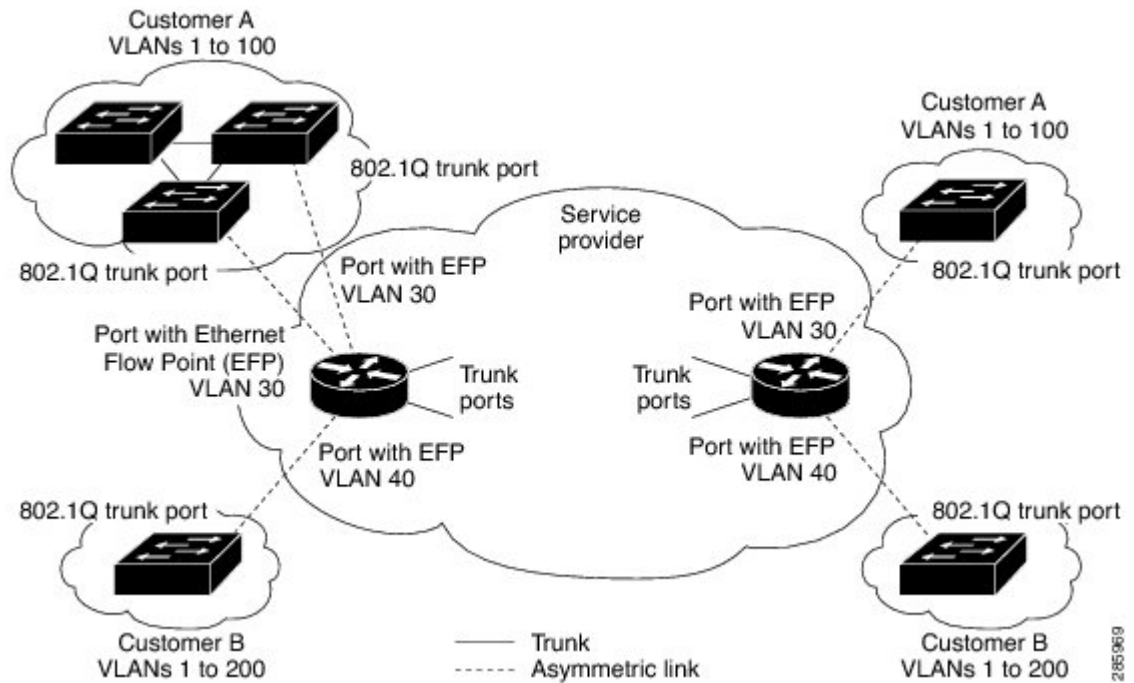 Customer A
VLANs 1 to 100
Customer A
VLANs 1 to 100
802.1Q trunk port
Service
provider
802.1Q trunk port
802.1Q trunk port
Port with EFP
VLAN 30
Port with EFP
VLAN 30
Port with Ethernet
Flow Point (EFP)
VLAN 30
Trunk
ports
Trunk
ports
Port with EFP
VLAN 40
Port with EFP
VLAN 40
802.1Q trunk port
802.1Q trunk port
Customer B
VLANs 1 to 200
Trunk
Asymmetric link
Customer B
VLANs 1 to 200
285969